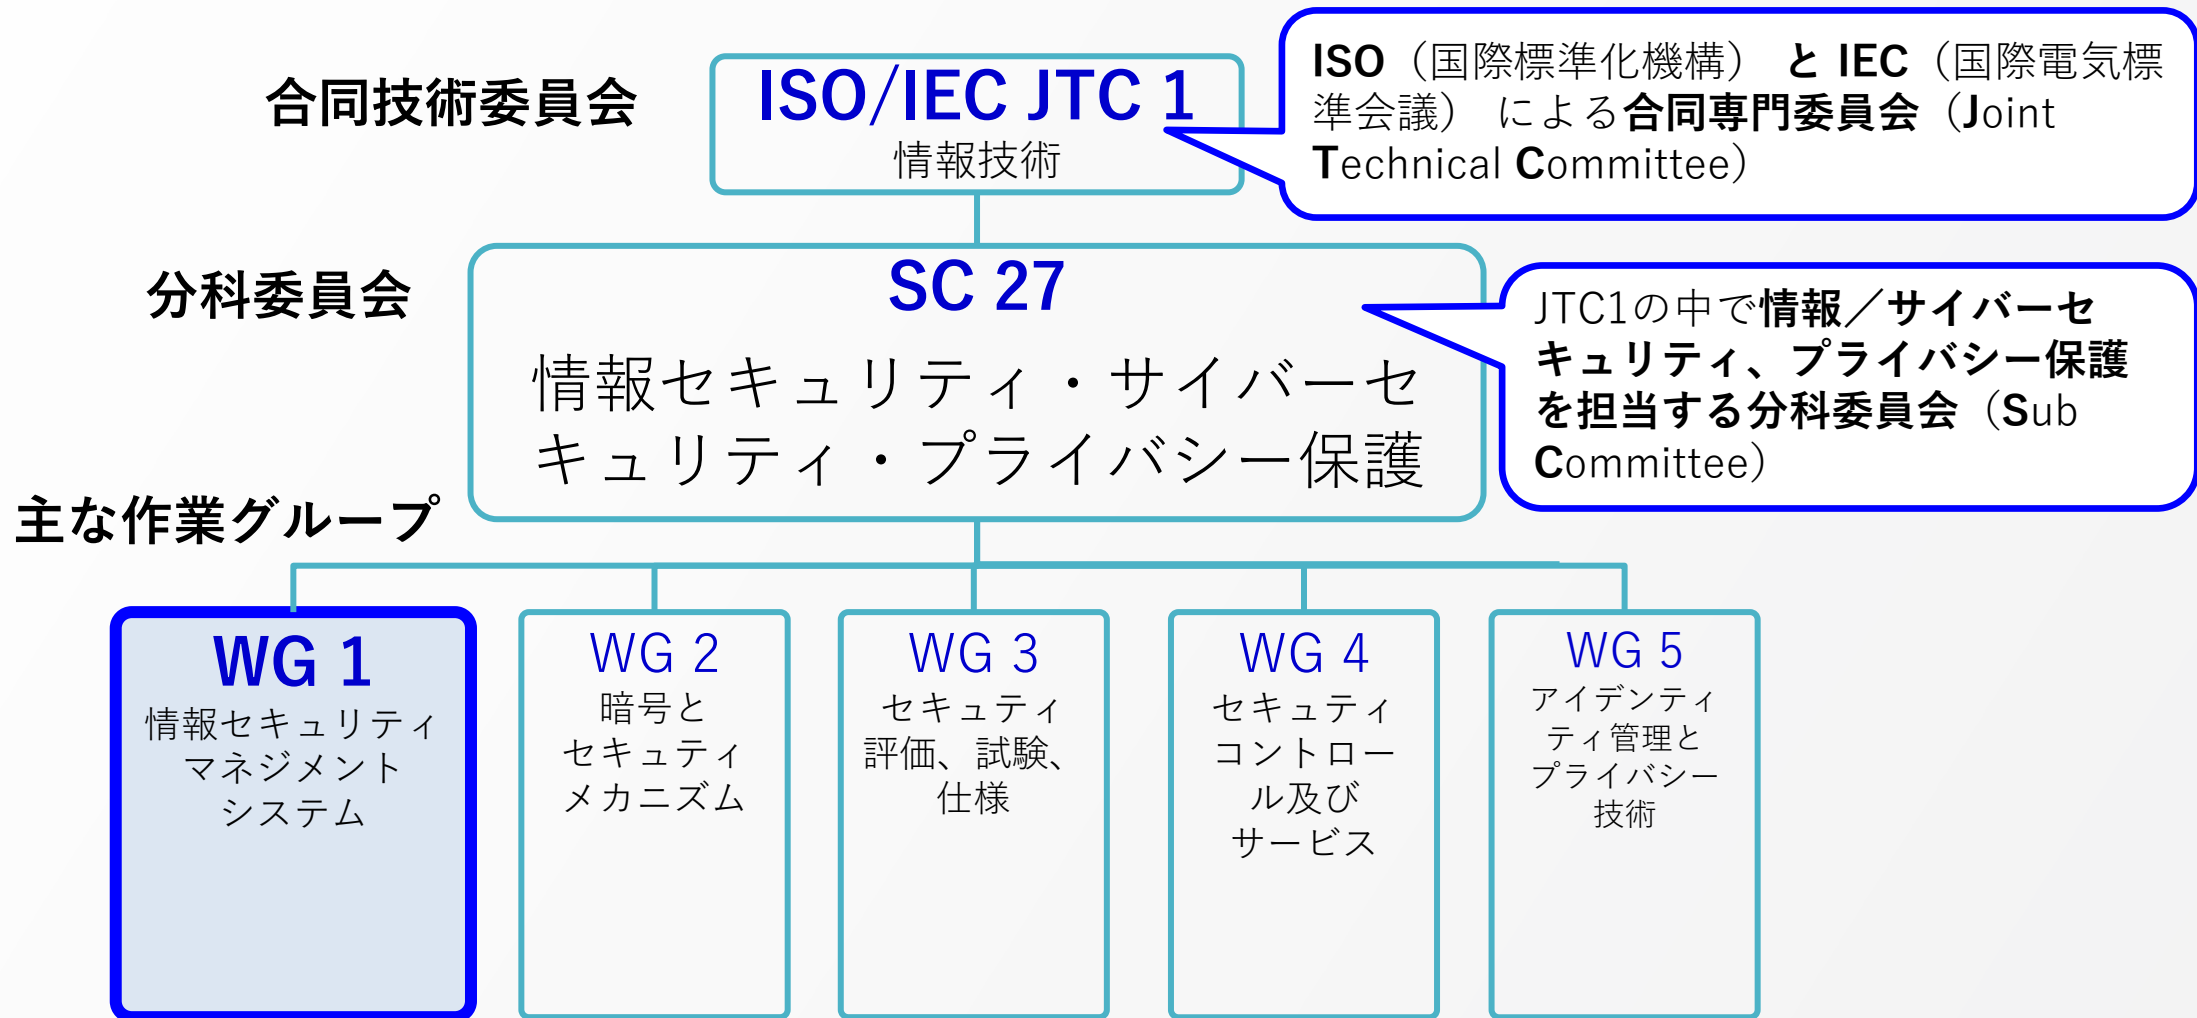 合同技術委員会
ISO/IEC JTC 1
情報技術
ISO（国際標準化機構） と IEC（国際電気標
準会議） による合同専門委員会（Joint
Technical Committee）
分科委員会
SC 27
情報セキュリティ・サイバーセ
キュリティ・プライバシー保護
JTC1の中で情報／サイバーセ
キュリティ、プライバシー保護
を担当する分科委員会（Sub
Committee）
主な作業グループ
WG 1
情報セキュリティ
マネジメント
システム
WG 2
暗号と
セキュティ
メカニズム
WG 3
セキュティ
評価、試験、
仕様
WG 4
セキュティ
コントロー
ル及び
サービス
WG 5
アイデンティ
ティ管理と
プライバシー
技術